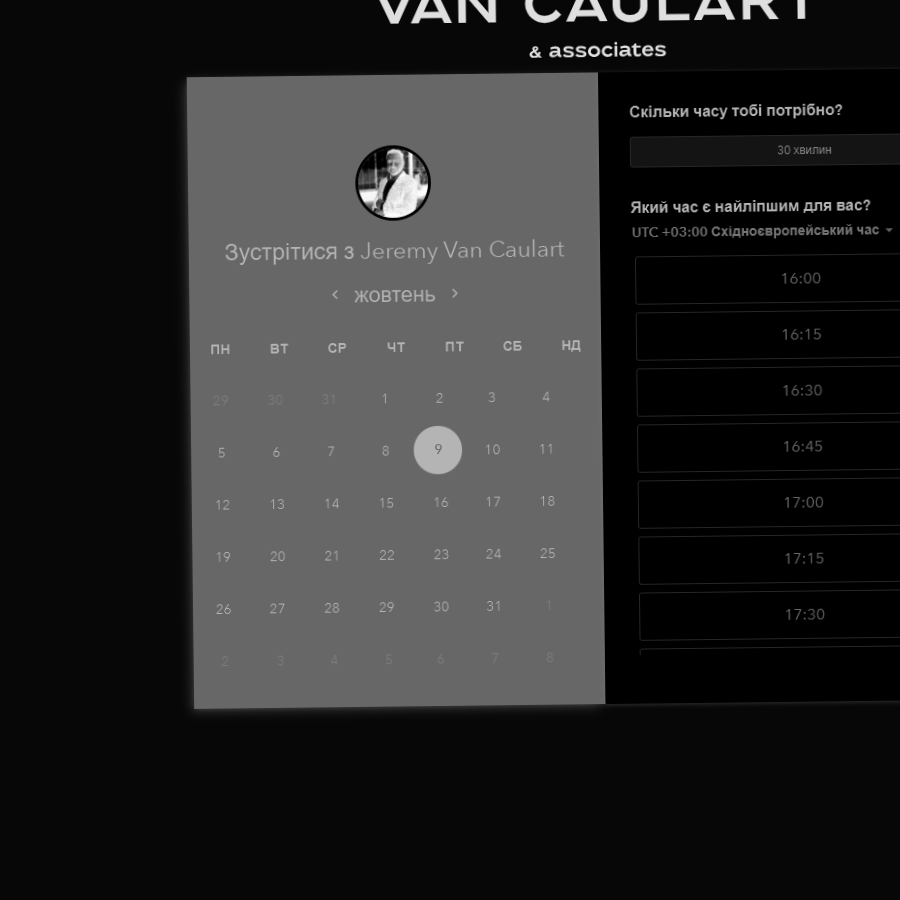 VAN CAULART
& associates
Зустрітися з Jeremy Van Caulart
жовтень
ПН ВТ СР ЧТ ПТ СБ НД
29 30 31 1 2 3 4
5 6 7 8 9 10 11
12 13 14 15 16 17 18
19 20 21 22 23 24 25
26 27 28 29 30 31 1
2 3 4 5 6 7 8
Скільки часу тобі потрібно?
30 хвилин
Який час є найліпшим для вас?
UTC +03:00 Східноєвропейський час
16:00
16:15
16:30
16:45
17:00
17:15
17:30